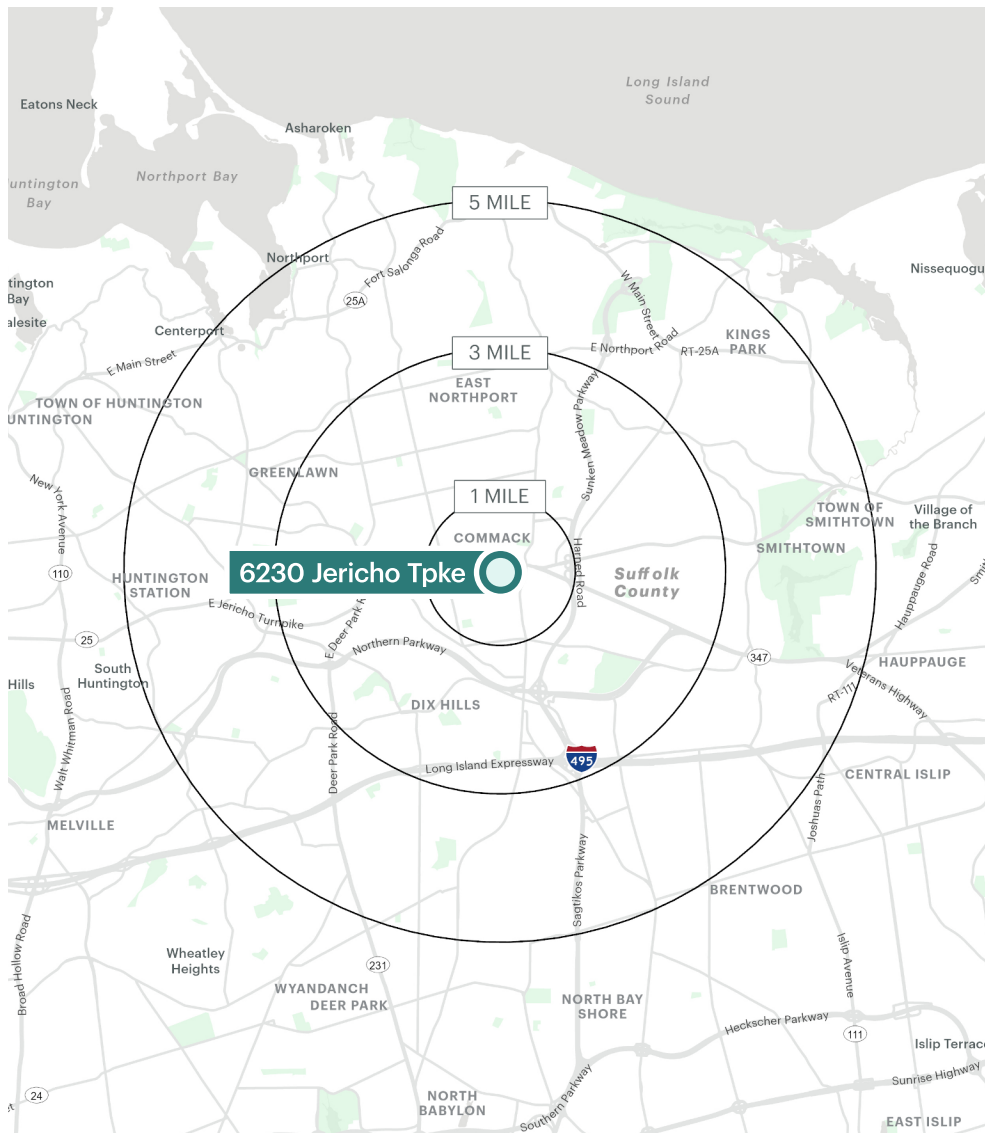 Long Island
Sound
Eatons Neck
Asharoken
Northport Bay
untington
Bay
5 MILE
Northport
Fort Salonga Road
25A
W Main Street
Nissequogu
tington
Bay
alesite
Centerport
E Main Street
3 MILE
E Northport Road
RT-25A
KINGS
PARK
EAST
NORTHPORT
TOWN OF HUNTINGTON
UNTINGTON
Sunken Meadow Parkway
GREENLAWN
New York Avenue
1 MILE
TOWN OF
SMITHTOWN
Village of
the Branch
COMMACK
SMITHTOWN
6230 Jericho Tpke
Harned Road
Suffolk
County
110
HUNTINGTON
STATION
Hauppauge Road
E Jericho Turnpike
E Deer Park R
25
Northern Parkway
347
HAUPPAUGE
South
Huntington
Hills
Veterans Highway
RT-111
DIX HILLS
Walt Whitman Road
Deer Park Road
Long Island Expressway
495
CENTRAL ISLIP
Joshuas Path
MELVILLE
Sagtikos Parkway
BRENTWOOD
Broad Hollow Road
Wheatley
Heights
231
Islip Avenue
WYANDANCH
DEER PARK
NORTH BAY
SHORE
Heckscher Parkway
111
Islip Terrac
Sunrise Highway
24
NORTH
BABYLON
Southern Parkway
EAST ISLIP